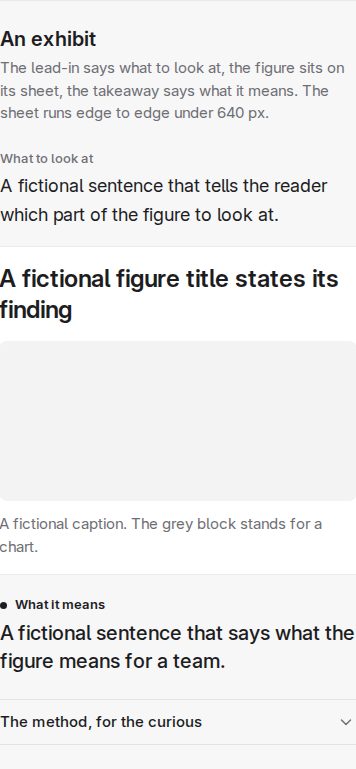 An exhibit
The lead-in says what to look at, the figure sits on
its sheet, the takeaway says what it means. The
sheet runs edge to edge under 640 px.
What to look at
A fictional sentence that tells the reader
which part of the figure to look at.
A fictional figure title states its
finding
A fictional caption. The grey block stands for a
chart.
What it means
A fictional sentence that says what the
figure means for a team.
The method, for the curious